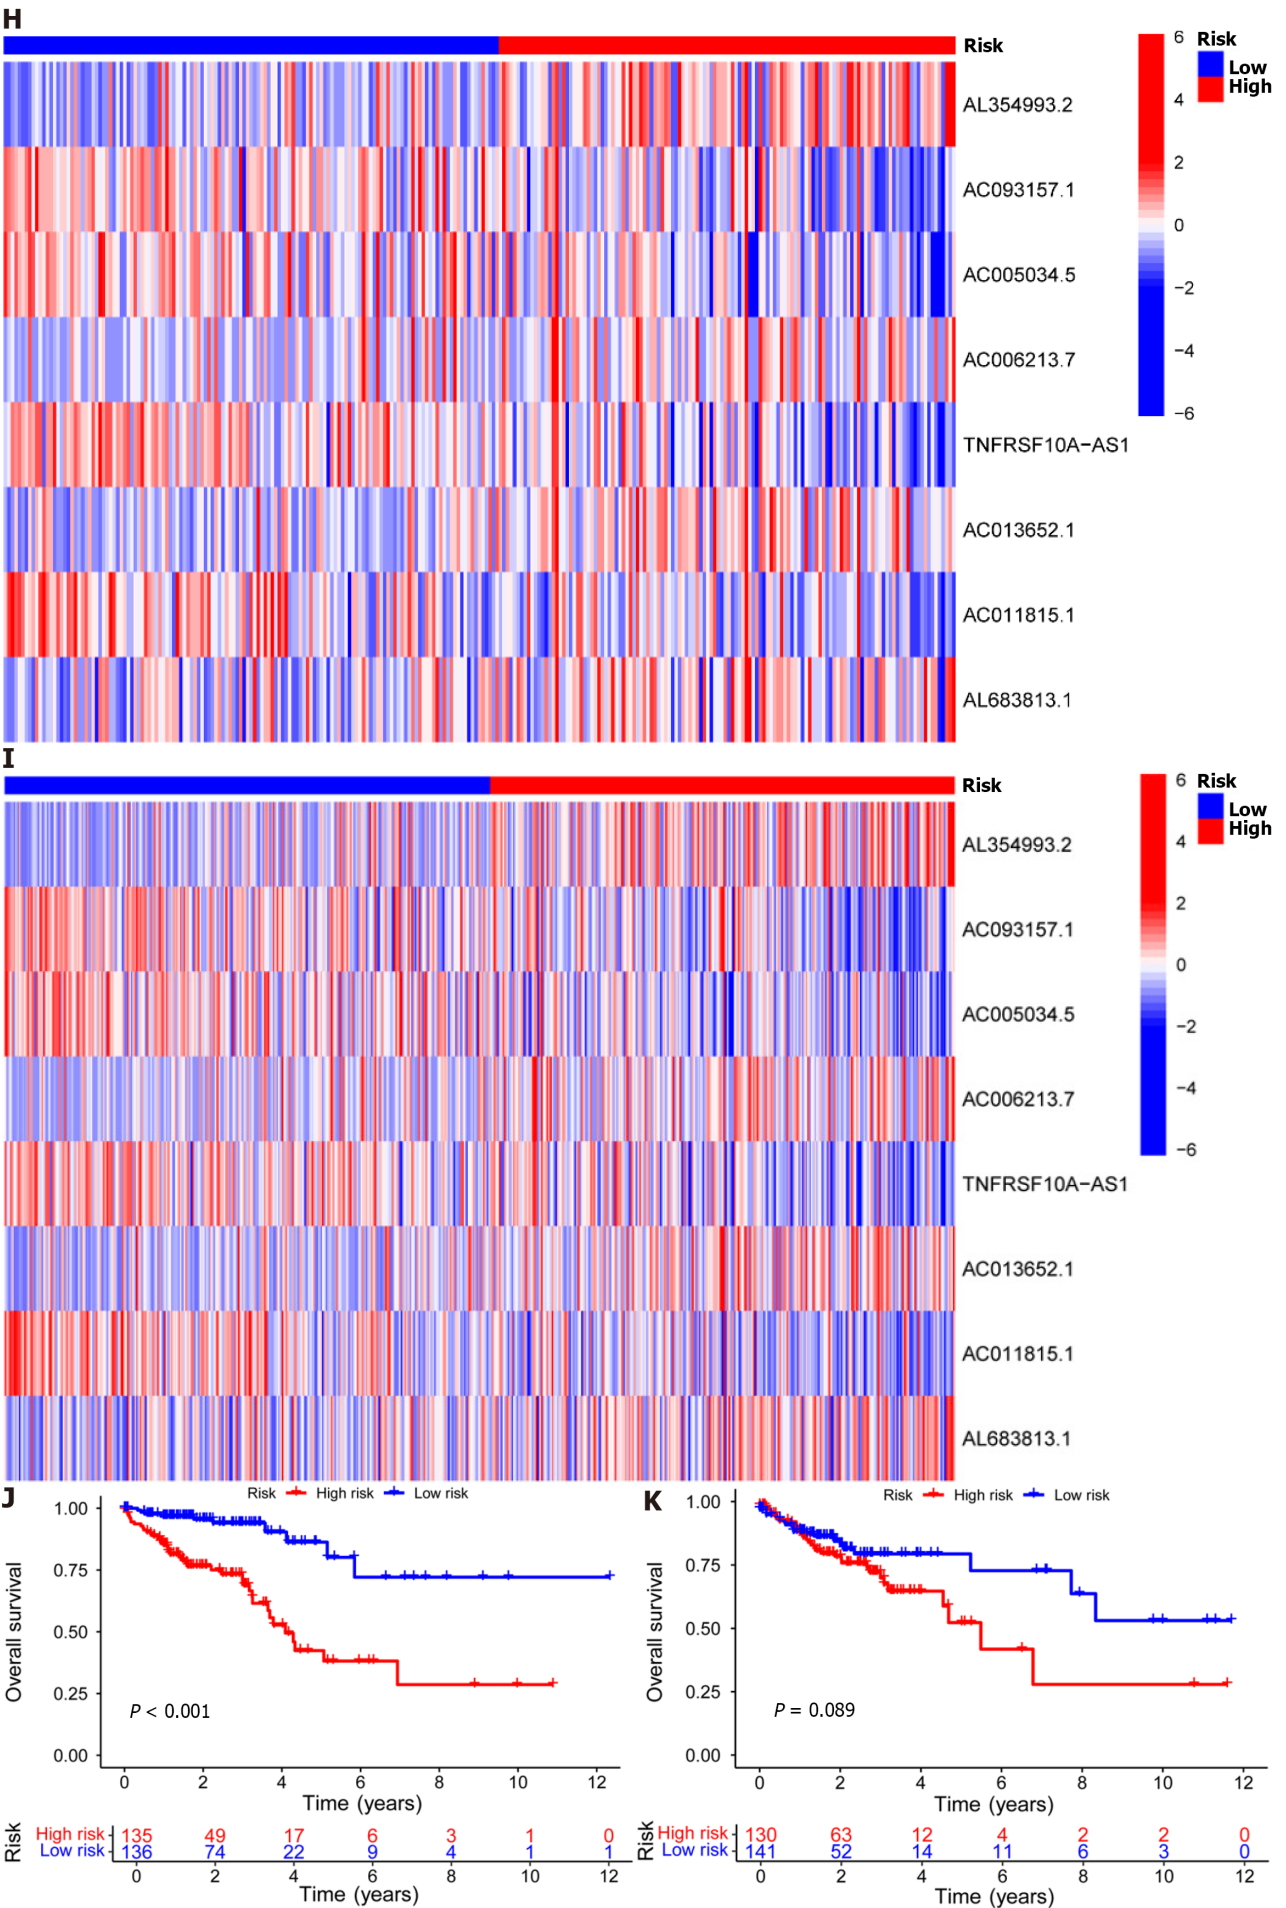 H
Risk
6
Risk
Low
High
AL354993.2
4
2
AC093157.1
0
AC005034.5
−2
AC006213.7
−4
−6
TNFRSF10A−AS1
AC013652.1
AC011815.1
AL683813.1
I
Risk
6
Risk
Low
High
AL354993.2
4
2
AC093157.1
0
AC005034.5
−2
AC006213.7
−4
−6
TNFRSF10A−AS1
AC013652.1
AC011815.1
AL683813.1
J
Risk High risk Low risk
1.00
0.75
0.50
0.25
0.00
Overall survival
P < 0.001
0 2 4 6 8 10 12
Time (years)
Risk
High risk 135 49 17 6 3 1 0
Low risk 136 74 22 9 4 1 1
0 2 4 6 8 10 12
Time (years)
K
Risk High risk Low risk
1.00
0.75
0.50
0.25
0.00
Overall survival
P = 0.089
0 2 4 6 8 10 12
Time (years)
Risk
High risk 130 63 12 4 2 2 0
Low risk 141 52 14 11 6 3 0
0 2 4 6 8 10 12
Time (years)